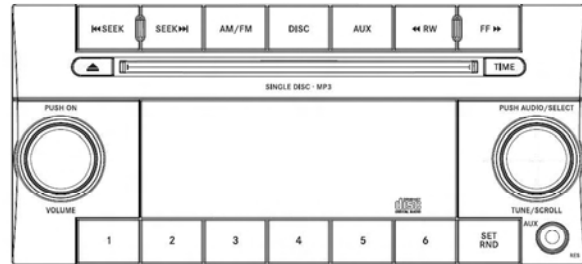 SEEK
SEEK
AM/FM
DISC
AUX
RW
FF
TIME
SINGLE DISC - MP3
PUSH ON
PUSH AUDIO/SELECT
VOLUME
TUNE/SCROLL
1
2
3
4
5
6
SET
RND
AUX
RES